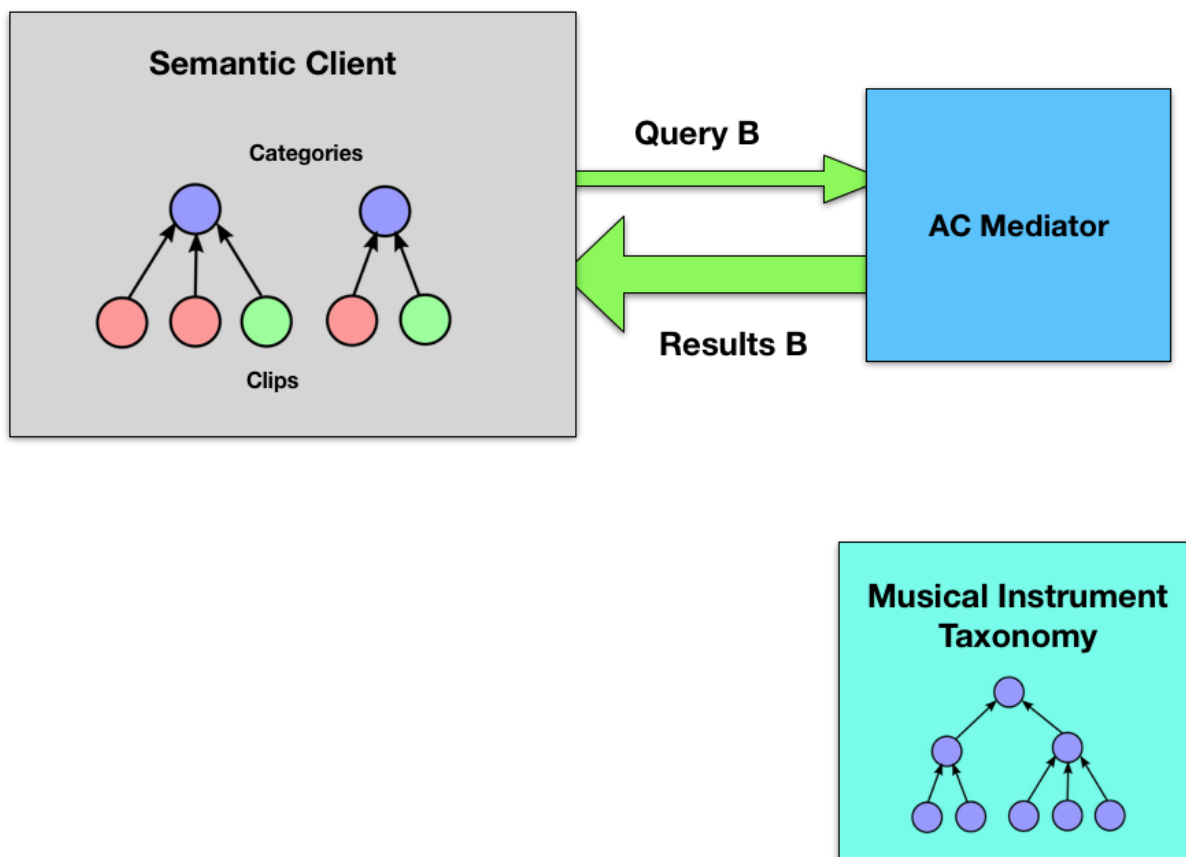 Semantic Client
Categories
Clips
Query B
Results B
AC Mediator
Musical Instrument
Taxonomy